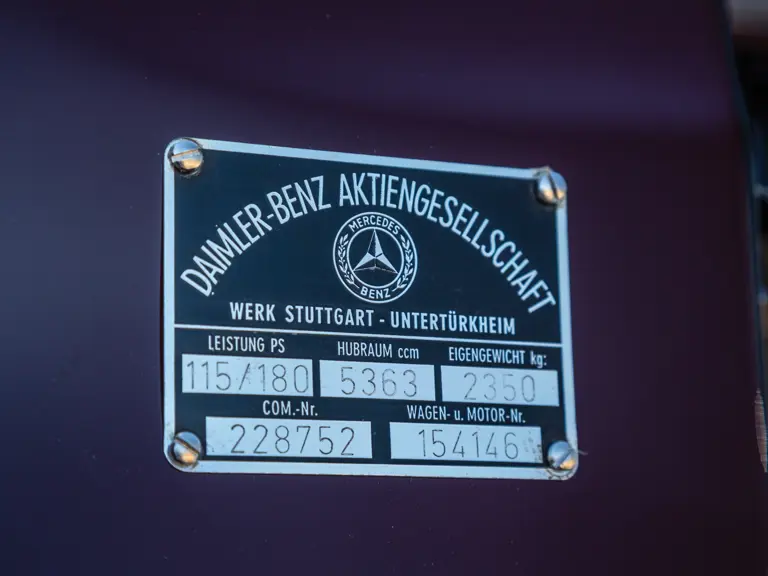 DAIMLER-BENZ AKTIENGESELLSCHAFT
MERCEDES
BENZ
WERK STUTTGART - UNTERTÜRKHEIM
LEISTUNG PS HUBRAUM ccm EIGENGEWICHT kg:
115/180 5363 2350
COM.-Nr. WAGEN- u. MOTOR-Nr.
228752 154146